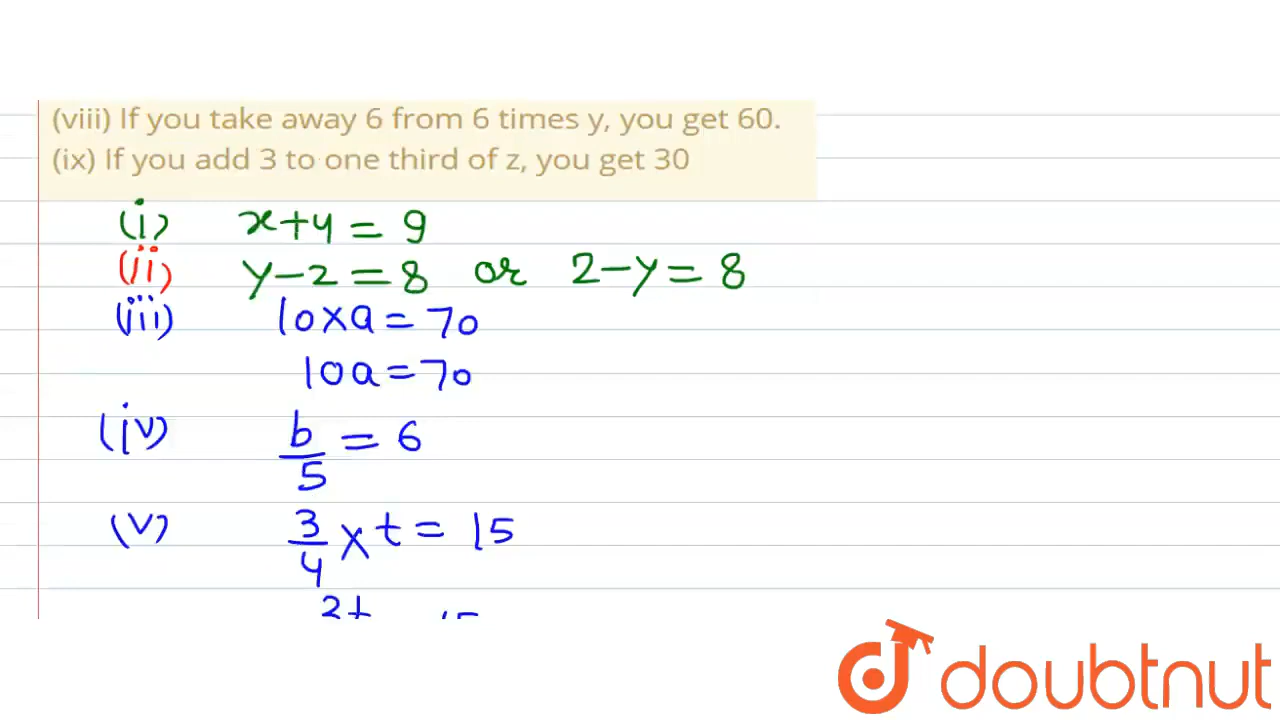 (viii) If you take away 6 from 6 times y, you get 60.
(ix) If you add 3 to one third of z, you get 30
(i) x+4 = 9
(ii) y-2 = 8 or 2-y = 8
(iii) 10×a = 70
10a = 70
(iv) b/5 = 6
(v) 3/4 × t = 15
3t
doubtnut